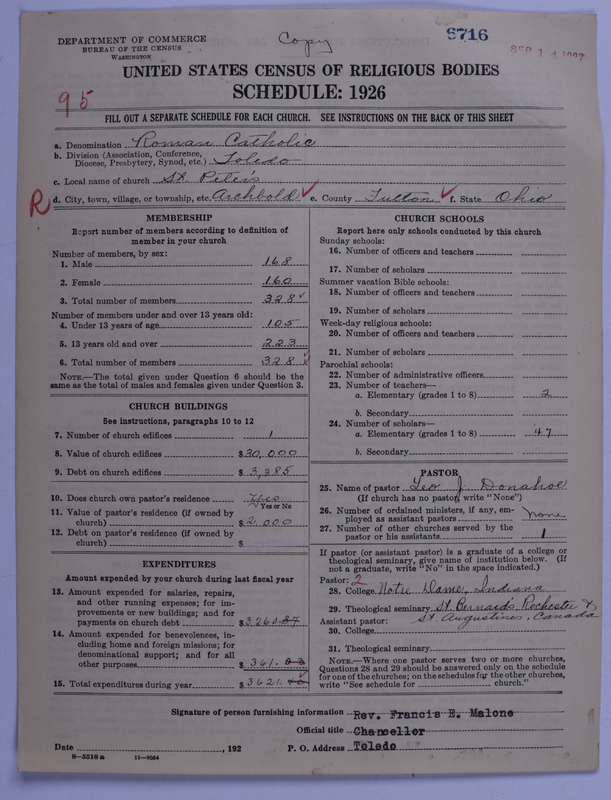 DEPARTMENT OF COMMERCE
BUREAU OF THE CENSUS
WASHINGTON
Copy
6716
95
UNITED STATES CENSUS OF RELIGIOUS BODIES
SCHEDULE: 1926
FILL OUT A SEPARATE SCHEDULE FOR EACH CHURCH. SEE INSTRUCTIONS ON THE BACK OF THIS SHEET
a. Denomination Roman Catholic
b. Division (Association, Conference, Diocese, Presbytery, Synod, etc.) Toledo
c. Local name of church St. Peter's
R d. City, town, village, or township, etc. Archbold e. County Fulton f. State Ohio
MEMBERSHIP
Report number of members according to definition of
member in your church
Number of members, by sex:
1. Male 168
2. Female 160
3. Total number of members 328
Number of members under and over 13 years old:
4. Under 13 years of age 105
5. 13 years old and over 223
6. Total number of members 328
NOTE.—The total given under Question 6 should be
same as the total of males and females given under Question 3.
CHURCH BUILDINGS
See instructions, paragraphs 10 to 12
7. Number of church edifices 1
8. Value of church edifices $30,000
9. Debt on church edifices $3,385
10. Does church own pastor's residence Yes
Yes or No
11. Value of pastor's residence (if owned by
church) $2,000
12. Debt on pastor's residence (if owned by
church) $
EXPENDITURES
Amount expended by your church during last fiscal year
13. Amount expended for salaries, repairs,
and other running expenses; for im-
provements or new buildings; and for
payments on church debt $3260.37
14. Amount expended for benevolences, in-
cluding home and foreign missions; for
denominational support; and for all
other purposes $361.
15. Total expenditures during year $3621.
CHURCH SCHOOLS
Report here only schools conducted by this church
Sunday schools:
16. Number of officers and teachers
17. Number of scholars
Summer vacation Bible schools:
18. Number of officers and teachers
19. Number of scholars
Week-day religious schools:
20. Number of officers and teachers
21. Number of scholars
Parochial schools:
22. Number of administrative officers
23. Number of teachers—
a. Elementary (grades 1 to 8) 2
b. Secondary
24. Number of scholars—
a. Elementary (grades 1 to 8) 47
b. Secondary
PASTOR
25. Name of pastor Leo J. Donahoe
(If church has no pastor, write "None")
26. Number of ordained ministers, if any, em-
ployed as assistant pastors None
27. Number of other churches served by the
pastor or his assistants 1
If pastor (or assistant pastor) is a graduate of a college or
theological seminary, give name of institution below. (If
not a graduate, write "No" in the space indicated.)
Pastor: 2
28. College Notre Dame, Indiana
29. Theological seminary St. Bernards, Rochester &
Assistant pastor: St. Augustines, Canada
30. College
31. Theological seminary
NOTE.—Where one pastor serves two or more churches,
Questions 28 and 29 should be answered only on the schedule
for one of the churches; on the schedules for the other churches,
write "See schedule for church."
Signature of person furnishing information Rev. Francis E. Malone
Official title Chancellor
Date , 192 P. O. Address Toledo
8—5518a 11—9064